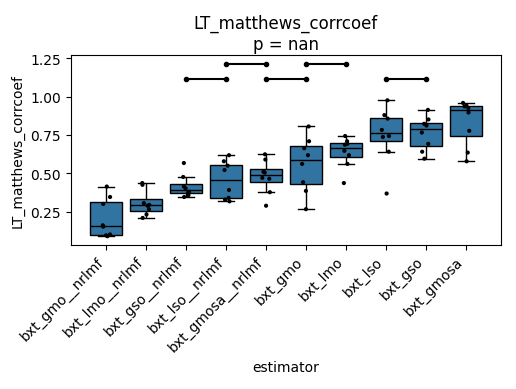 LT_matthews_corrcoef
p = nan
LT_matthews_corrcoef
1.25
1.00
0.75
0.50
0.25
bxt_gmo__nrlmf
bxt_lmo__nrlmf
bxt_gso__nrlmf
bxt_lso__nrlmf
bxt_gmosa__nrlmf
bxt_gmo
bxt_lmo
bxt_lso
bxt_gso
bxt_gmosa
estimator